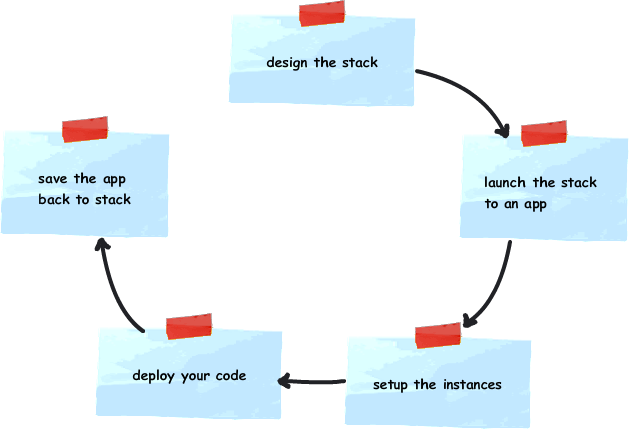 design the stack
launch the stack
to an app
setup the instances
deploy your code
save the app
back to stack